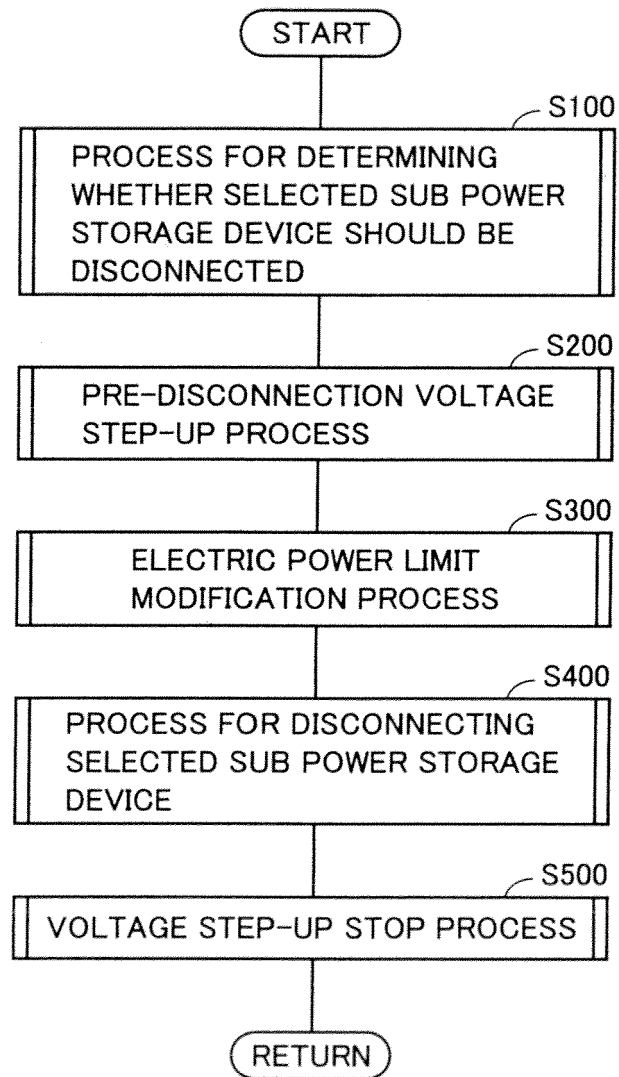 START
S100
PROCESS FOR DETERMINING
WHETHER SELECTED SUB POWER
STORAGE DEVICE SHOULD BE
DISCONNECTED
S200
PRE-DISCONNECTION VOLTAGE
STEP-UP PROCESS
S300
ELECTRIC POWER LIMIT
MODIFICATION PROCESS
S400
PROCESS FOR DISCONNECTING
SELECTED SUB POWER STORAGE
DEVICE
S500
VOLTAGE STEP-UP STOP PROCESS
RETURN